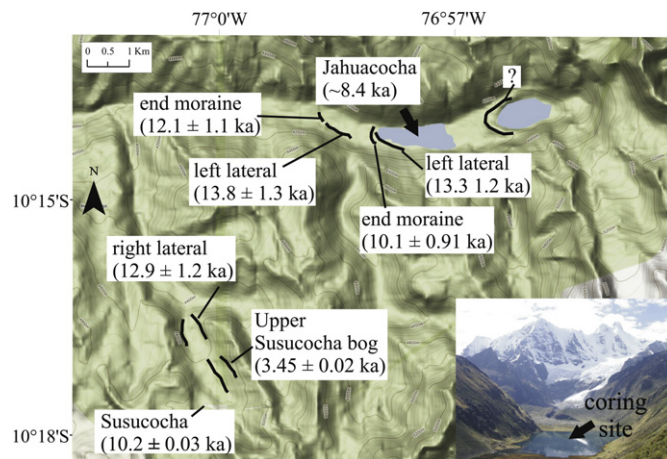 77°0'W
76°57'W
0 0.5 1 Km
Jahuacocha
(~8.4 ka)
?
end moraine
(12.1 ± 1.1 ka)
left lateral
(13.8 ± 1.3 ka)
left lateral
(13.3 1.2 ka)
end moraine
(10.1 ± 0.91 ka)
N
10°15'S
right lateral
(12.9 ± 1.2 ka)
Upper
Susucocha bog
(3.45 ± 0.02 ka)
Susucocha
(10.2 ± 0.03 ka)
10°18'S
coring
site